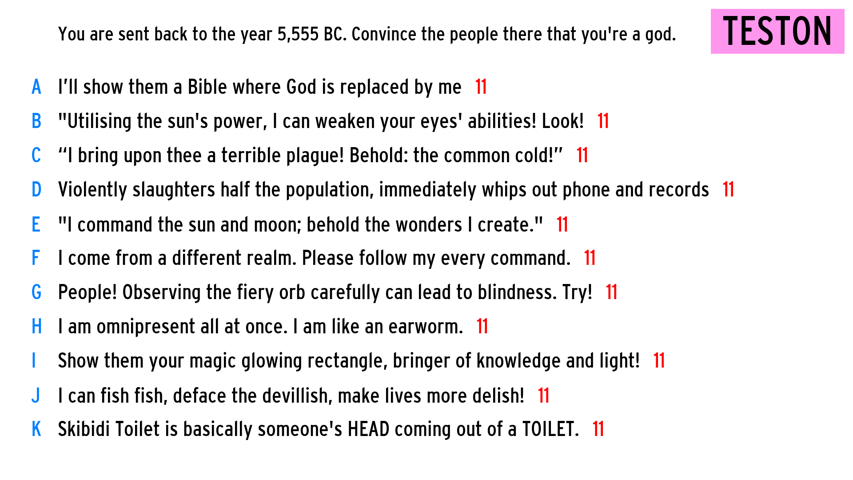 You are sent back to the year 5,555 BC. Convince the people there that you're a god.
TESTON
A I’ll show them a Bible where God is replaced by me 11
B "Utilising the sun's power, I can weaken your eyes' abilities! Look! 11
C “I bring upon thee a terrible plague! Behold: the common cold!” 11
D Violently slaughters half the population, immediately whips out phone and records 11
E "I command the sun and moon; behold the wonders I create." 11
F I come from a different realm. Please follow my every command. 11
G People! Observing the fiery orb carefully can lead to blindness. Try! 11
H I am omnipresent all at once. I am like an earworm. 11
I Show them your magic glowing rectangle, bringer of knowledge and light! 11
J I can fish fish, deface the devillish, make lives more delish! 11
K Skibidi Toilet is basically someone's HEAD coming out of a TOILET. 11